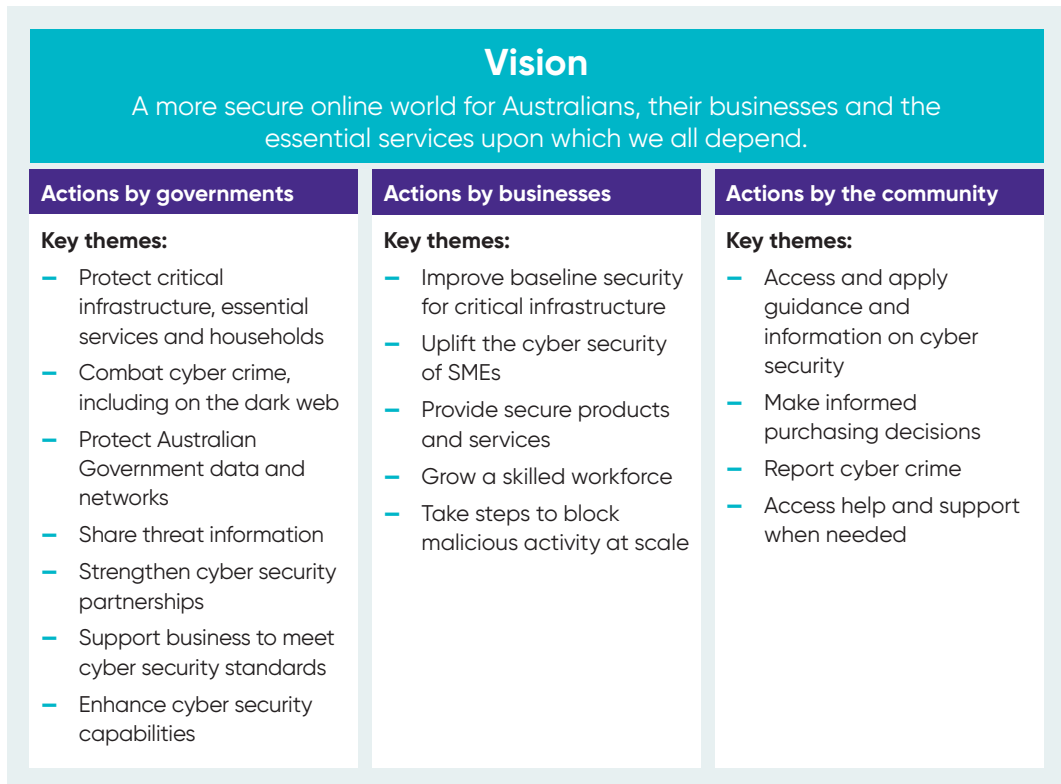 Vision
A more secure online world for Australians, their businesses and the
essential services upon which we all depend.
Actions by governments
Key themes:
– Protect critical
infrastructure, essential
services and households
– Combat cyber crime,
including on the dark web
– Protect Australian
Government data and
networks
– Share threat information
– Strengthen cyber security
partnerships
– Support business to meet
cyber security standards
– Enhance cyber security
capabilities
Actions by businesses
Key themes:
– Improve baseline security
for critical infrastructure
– Uplift the cyber security
of SMEs
– Provide secure products
and services
– Grow a skilled workforce
– Take steps to block
malicious activity at scale
Actions by the community
Key themes:
– Access and apply
guidance and
information on cyber
security
– Make informed
purchasing decisions
– Report cyber crime
– Access help and support
when needed